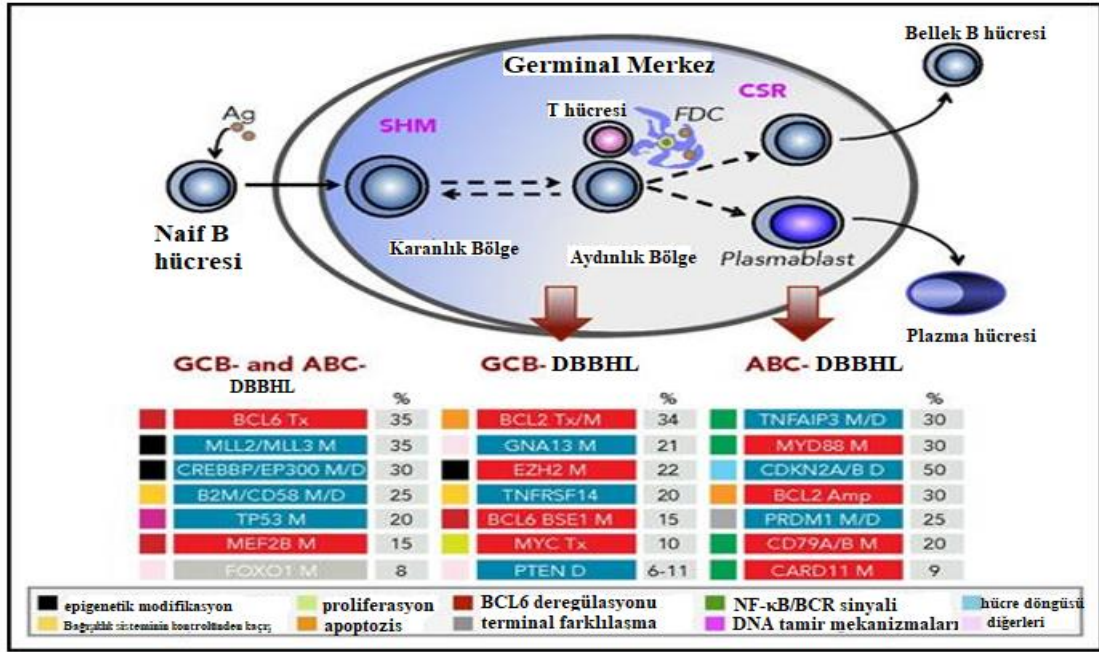 Bellek B hücresi
Germinal Merkez
CSR
Ag
T hücresi
FDC
SHM
Naif B
hücresi
Karanlık Bölge
Aydınlık Bölge
Plasmablast
Plazma hücresi
GCB- and ABC-
DBBHL
%
BCL6 Tx 35
MLL2/MLL3 M 35
CREBBP/EP300 M/D 30
B2M/CD58 M/D 25
TP53 M 20
MEF2B M 15
FOXO1 M 8
GCB- DBBHL
%
BCL2 Tx/M 34
GNA13 M 21
EZH2 M 22
TNFRSF14 20
BCL6 BSE1 M 15
MYC Tx 10
PTEN D 6-11
ABC- DBBHL
%
TNFAIP3 M/D 30
MYD88 M 30
CDKN2A/B D 50
BCL2 Amp 30
PRDM1 M/D 25
CD79A/B M 20
CARD11 M 9
epigenetik modifikasyon
proliferasyon
BCL6 deregülasyonu
NF-κB/BCR sinyali
hücre döngüsü
Bağışıklık sisteminin kontrolünden kaçış
apoptozis
terminal farklılaşma
DNA tamir mekanizmaları
diğerleri